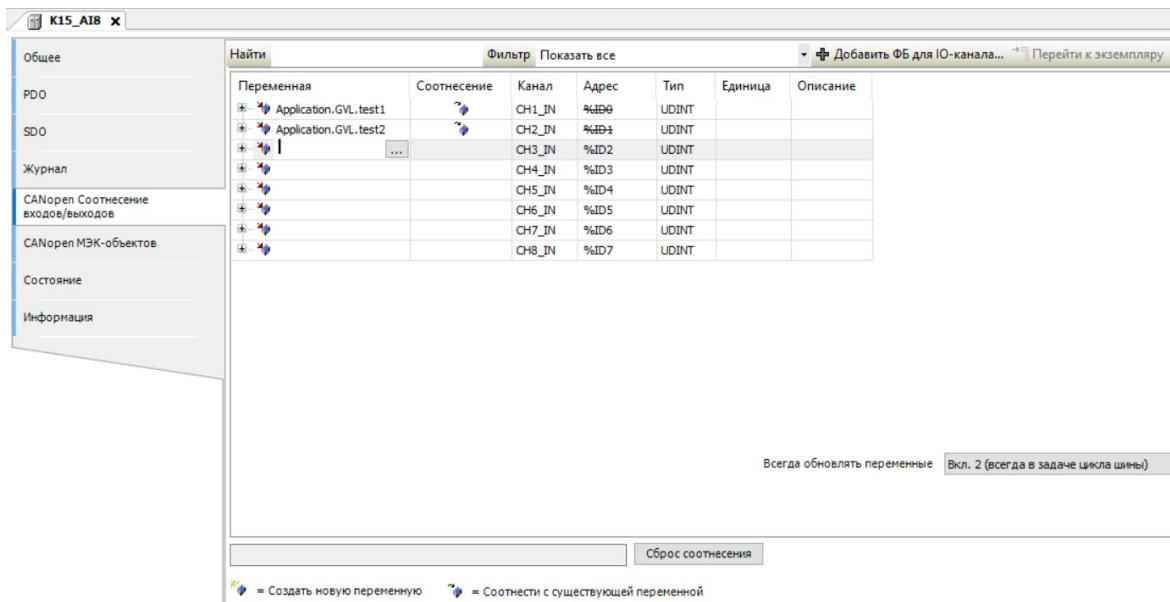 K15_AI8 X
Общее
PDO
SDO
Журнал
CANopen Соотнесение
входов/выходов
CANopen МЭК-объектов
Состояние
Информация
Найти Фильтр Показать все Добавить ФБ для IO-канала... Перейти к экземпляру
Переменная Соотнесение Канал Адрес Тип Единица Описание
Application.GVL.test1 CH1_IN %ID0 UDINT
Application.GVL.test2 CH2_IN %ID1 UDINT
... CH3_IN %ID2 UDINT
CH4_IN %ID3 UDINT
CH5_IN %ID4 UDINT
CH6_IN %ID5 UDINT
CH7_IN %ID6 UDINT
CH8_IN %ID7 UDINT
Всегда обновлять переменные Вкл. 2 (всегда в задаче цикла шины)
Сброс соотнесения
= Создать новую переменную = Соотнести с существующей переменной